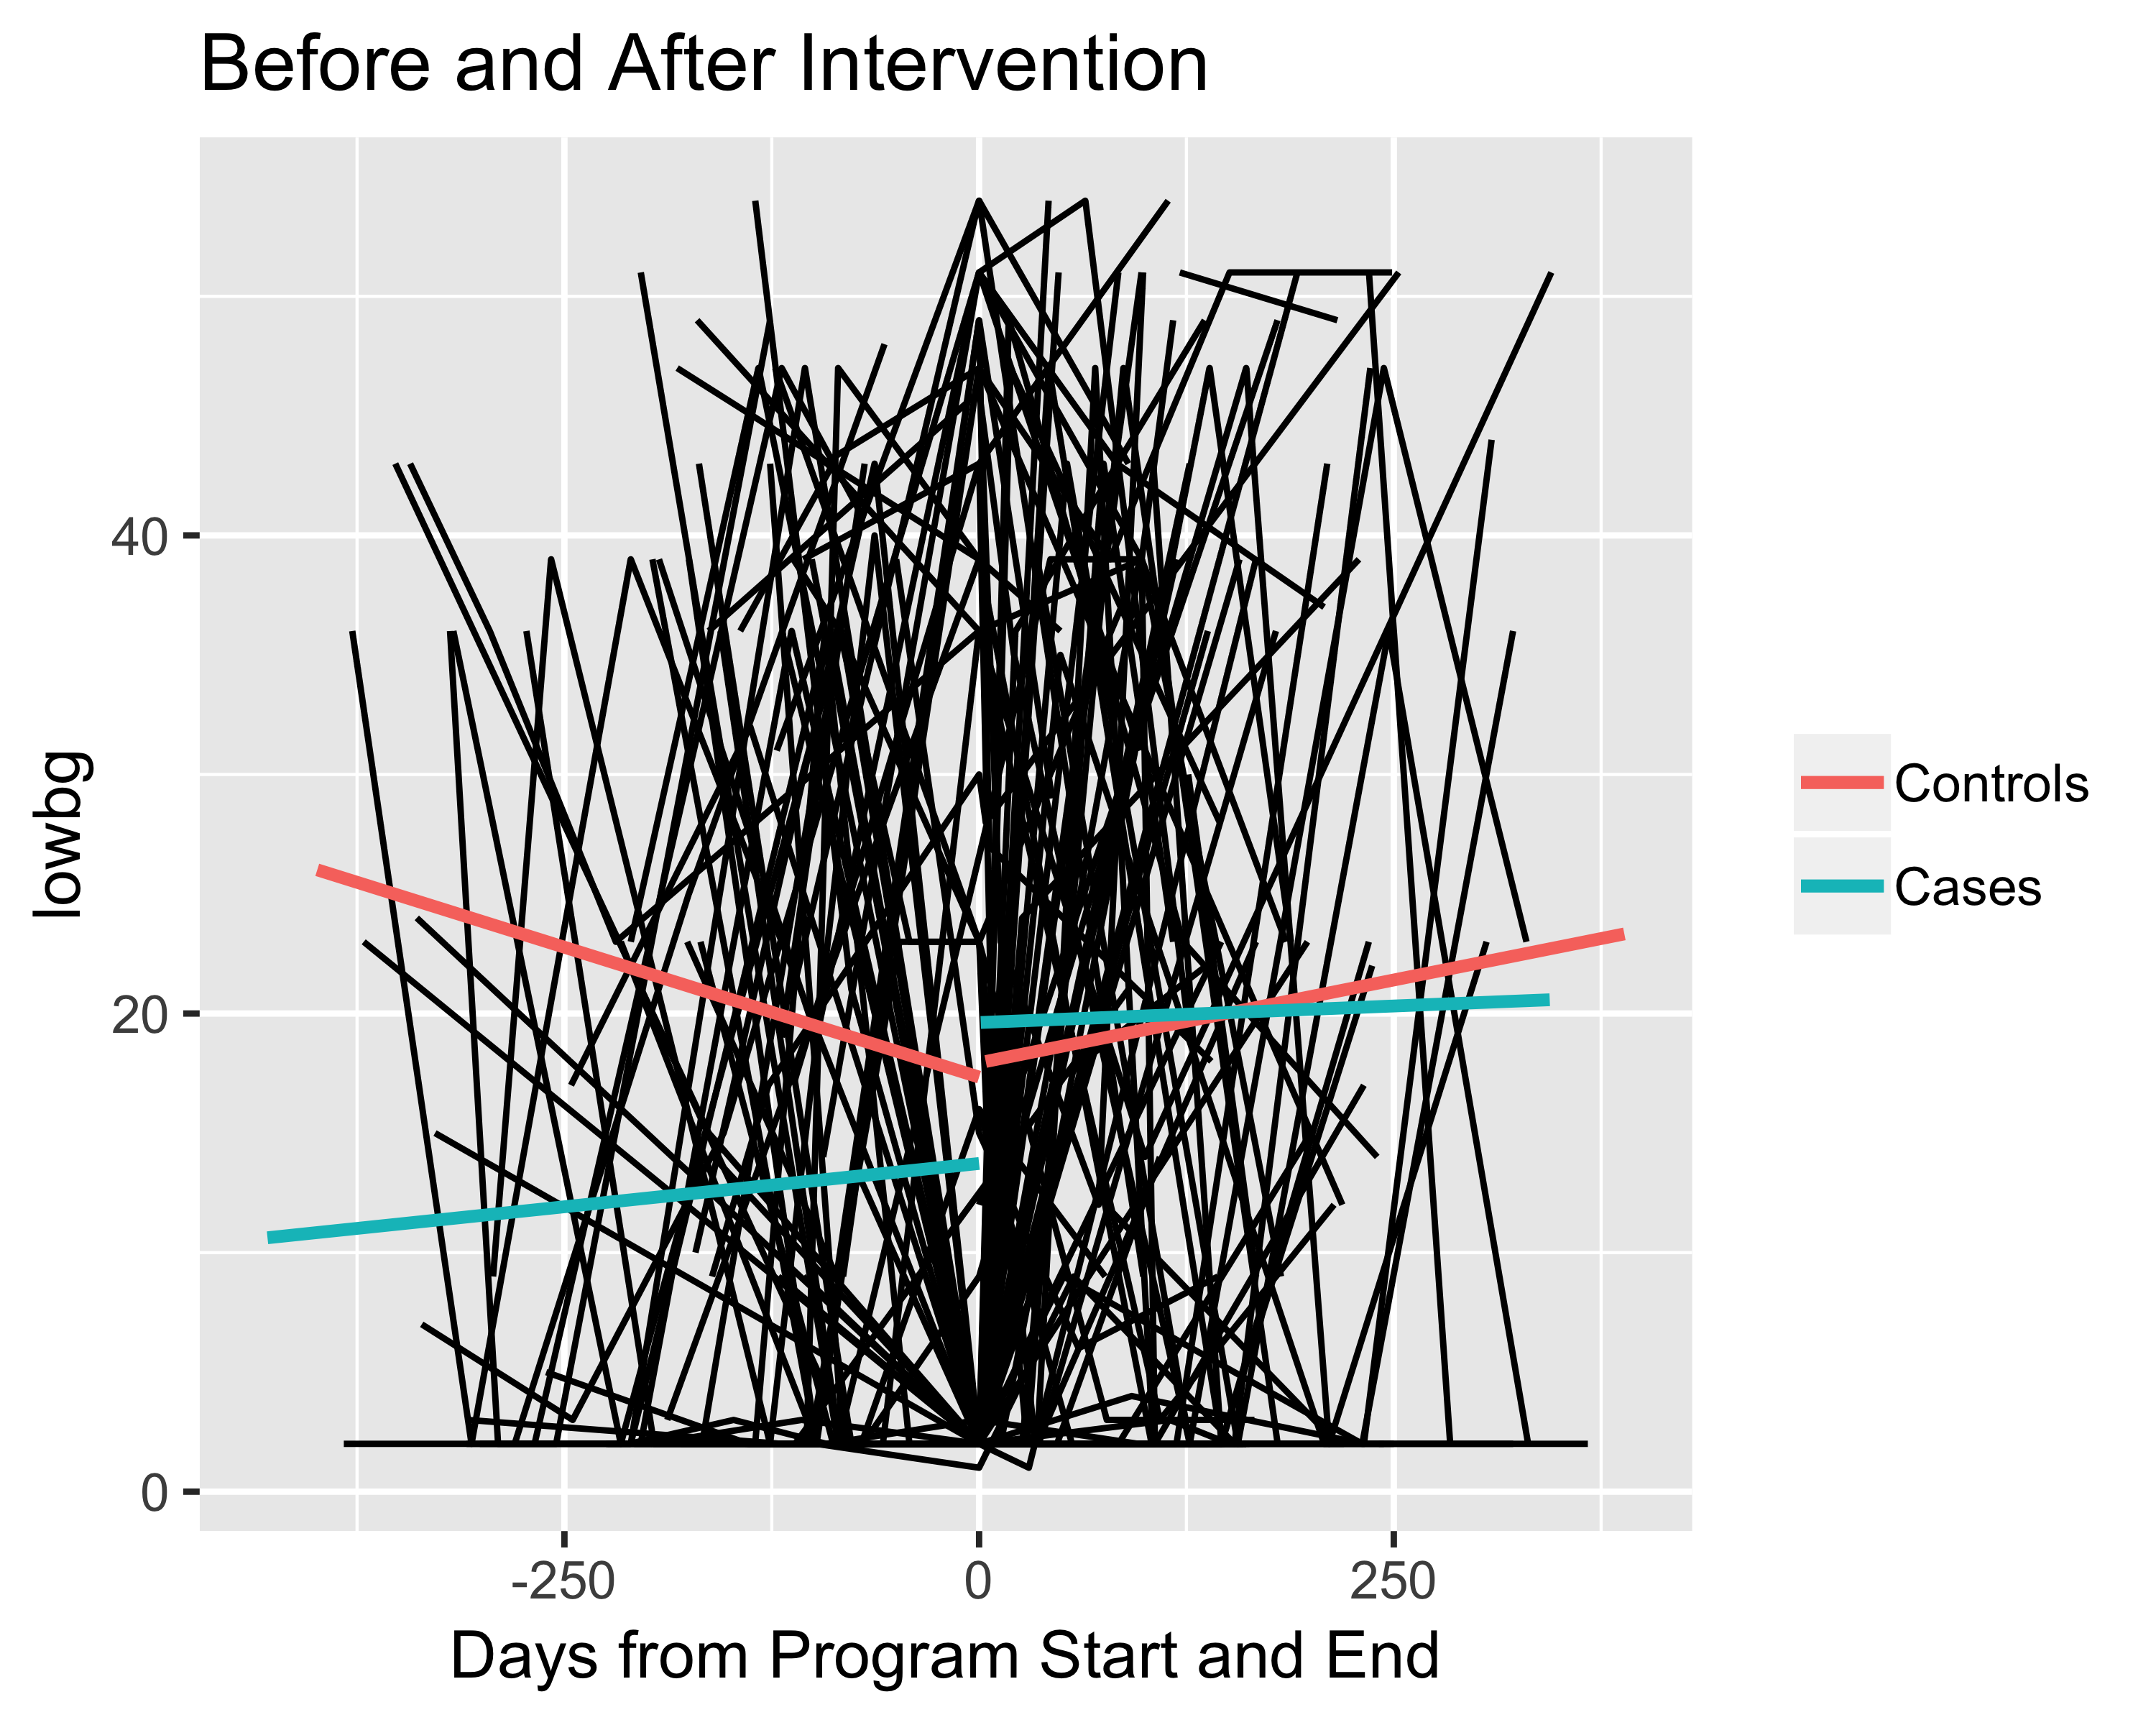 Before and After Intervention
lowbg
40
20
0
-250
0
250
Days from Program Start and End
Controls
Cases